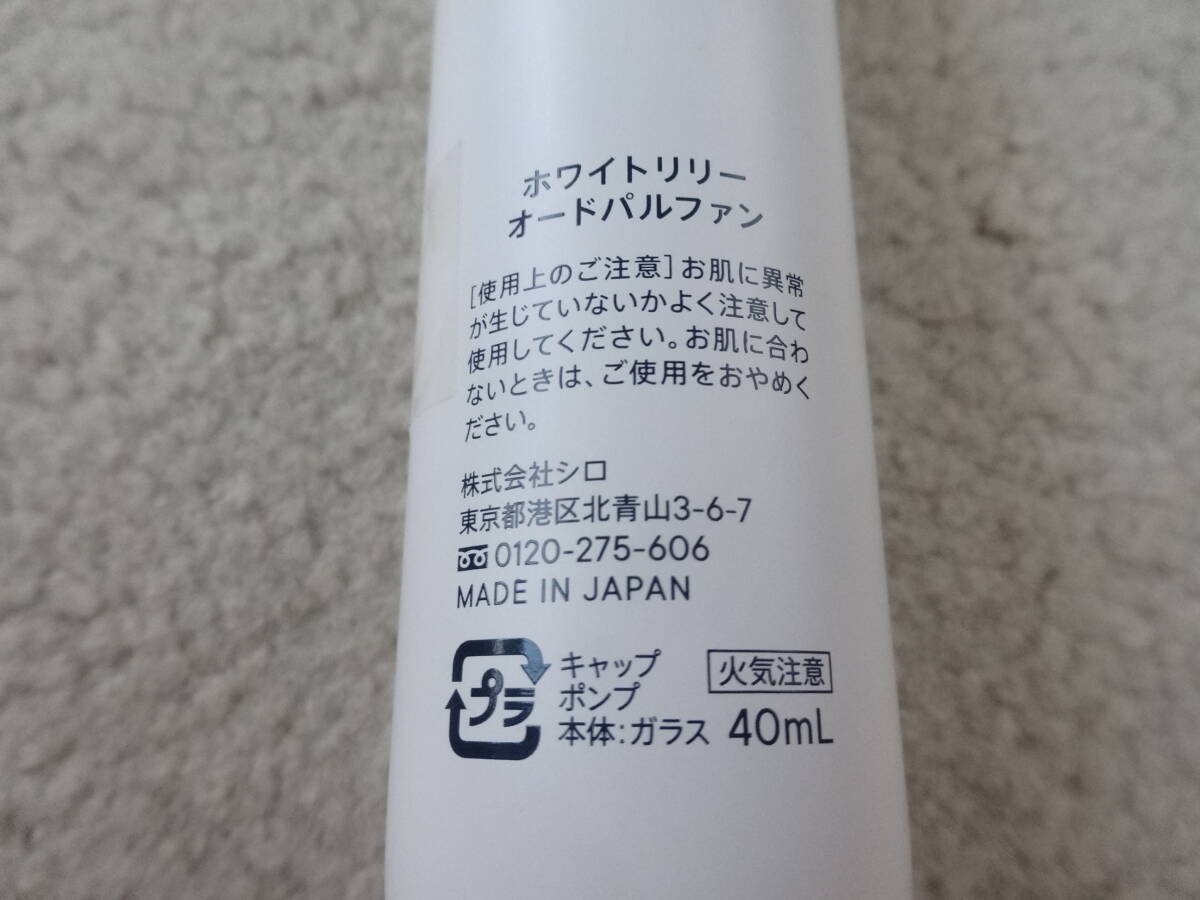 ホワイトリリー
オードパルファン
[使用上のご注意]お肌に異常
が生じていないかよく注意して
使用してください。お肌に合わ
ないときは、ご使用をおやめく
ださい。
株式会社シロ
東京都港区北青山3-6-7
0120-275-606
MADE IN JAPAN
プラ
キャップ
ポンプ
本体:ガラス
火気注意
40mL